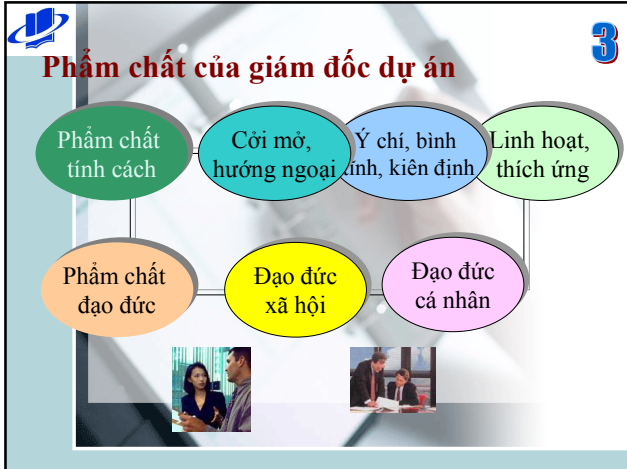 3
Phẩm chất của giám đốc dự án
Phẩm chất
tính cách
Cởi mở,
hướng ngoại
Ý chí, bình
tĩnh, kiên định
Linh hoạt,
thích ứng
Phẩm chất
đạo đức
Đạo đức
xã hội
Đạo đức
cá nhân